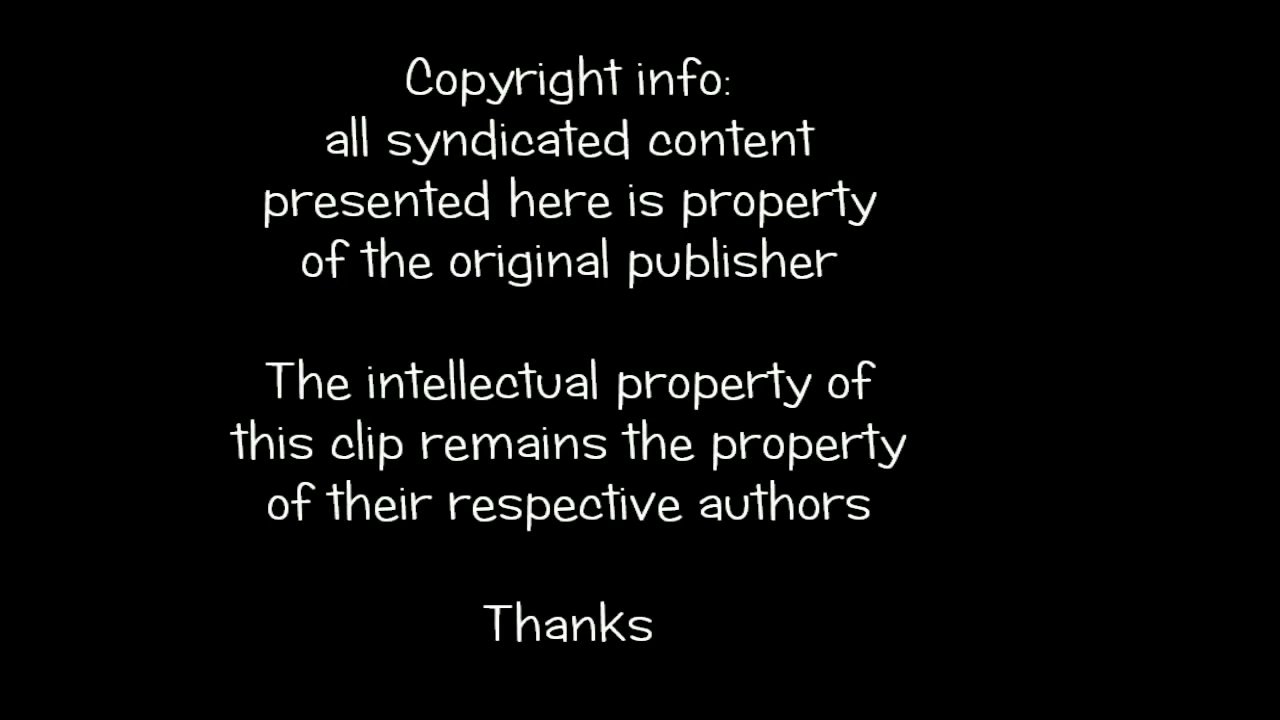 Copyright info:
all syndicated content
presented here is property
of the original publisher
The intellectual property of
this clip remains the property
of their respective authors
Thanks